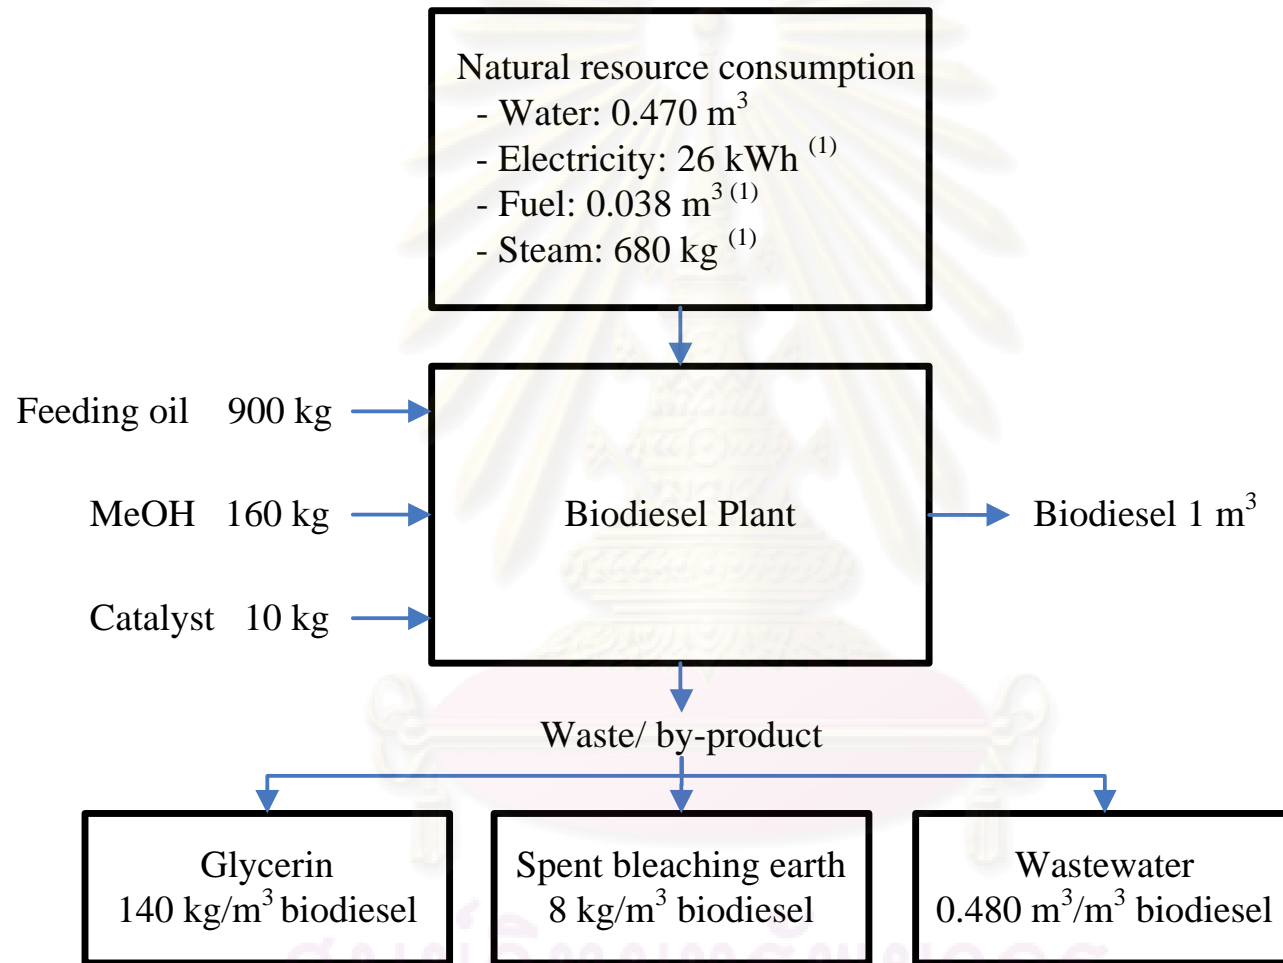 Natural resource consumption
- Water: 0.470 m³
- Electricity: 26 kWh ⁽¹⁾
- Fuel: 0.038 m³ ⁽¹⁾
- Steam: 680 kg ⁽¹⁾
Feeding oil 900 kg
MeOH 160 kg
Catalyst 10 kg
Biodiesel Plant
Biodiesel 1 m³
Waste/ by-product
Glycerin
140 kg/m³ biodiesel
Spent bleaching earth
8 kg/m³ biodiesel
Wastewater
0.480 m³/m³ biodiesel